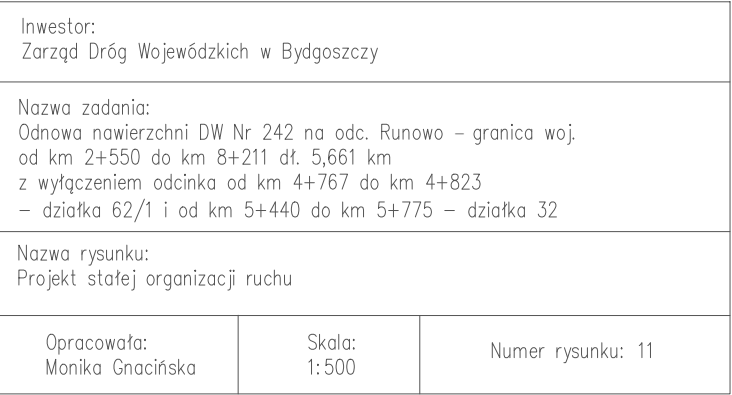 Inwestor:
Zarząd Dróg Wojewódzkich w Bydgoszczy
Nazwa zadania:
Odnowa nawierzchni DW Nr 242 na odc. Runowo – granica woj.
od km 2+550 do km 8+211 dł. 5,661 km
z wyłączeniem odcinka od km 4+767 do km 4+823
– działka 62/1 i od km 5+440 do km 5+775 – działka 32
Nazwa rysunku:
Projekt stałej organizacji ruchu
Opracowała:
Monika Gnacińska
Skala:
1:500
Numer rysunku: 11